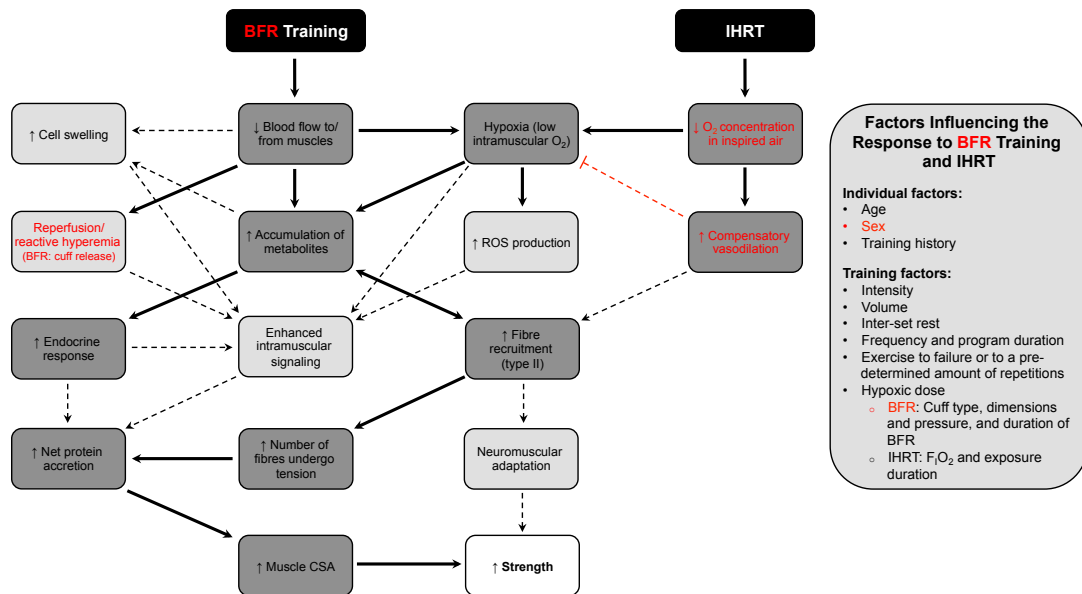 BFR Training
IHRT
↑ Cell swelling
↓ Blood flow to/
from muscles
Hypoxia (low
intramuscular O₂)
↓ O₂ concentration
in inspired air
Reperfusion/
reactive hyperemia
(BFR: cuff release)
↑ Accumulation of
metabolites
↑ ROS production
↑ Compensatory
vasodilation
↑ Endocrine
response
Enhanced
intramuscular
signaling
↑ Fibre
recruitment
(type II)
↑ Net protein
accretion
↑ Number of
fibres undergo
tension
Neuromuscular
adaptation
↑ Muscle CSA
↑ Strength
Factors Influencing the
Response to BFR Training
and IHRT
Individual factors:
• Age
• Sex
• Training history
Training factors:
• Intensity
• Volume
• Inter-set rest
• Frequency and program duration
• Exercise to failure or to a pre-
determined amount of repetitions
• Hypoxic dose
○ BFR: Cuff type, dimensions
and pressure, and duration of
BFR
○ IHRT: FᵢO₂ and exposure
duration